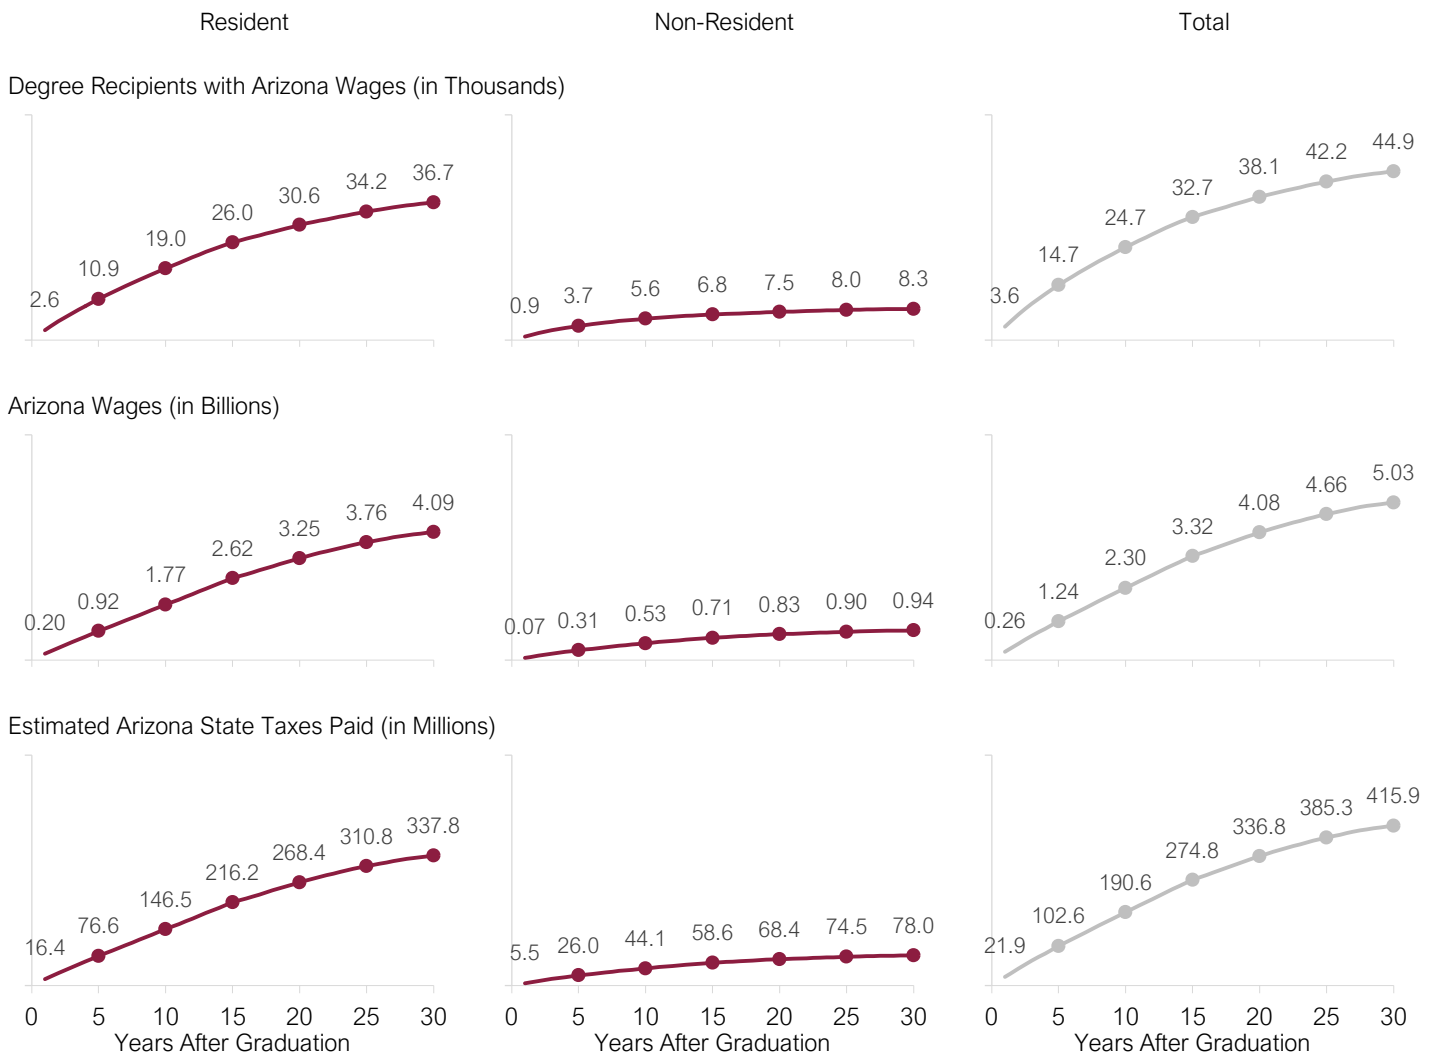 Resident Non-Resident Total
Degree Recipients with Arizona Wages (in Thousands)
2.6 10.9 19.0 26.0 30.6 34.2 36.7
0.9 3.7 5.6 6.8 7.5 8.0 8.3
3.6 14.7 24.7 32.7 38.1 42.2 44.9
Arizona Wages (in Billions)
0.20 0.92 1.77 2.62 3.25 3.76 4.09
0.07 0.31 0.53 0.71 0.83 0.90 0.94
0.26 1.24 2.30 3.32 4.08 4.66 5.03
Estimated Arizona State Taxes Paid (in Millions)
16.4 76.6 146.5 216.2 268.4 310.8 337.8
5.5 26.0 44.1 58.6 68.4 74.5 78.0
21.9 102.6 190.6 274.8 336.8 385.3 415.9
0 5 10 15 20 25 30 0 5 10 15 20 25 30 0 5 10 15 20 25 30
Years After Graduation Years After Graduation Years After Graduation